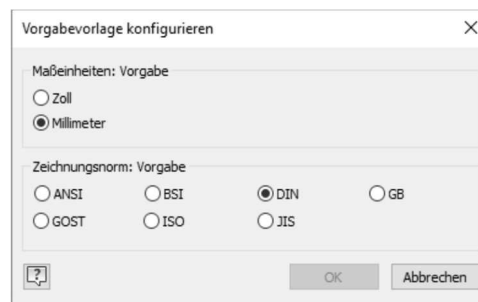 Vorgabevorlage konfigurieren
Maßeinheiten: Vorgabe
Zoll
Millimeter
Zeichnungsnorm: Vorgabe
ANSI BSI DIN GB
GOST ISO JIS
? OK Abbrechen